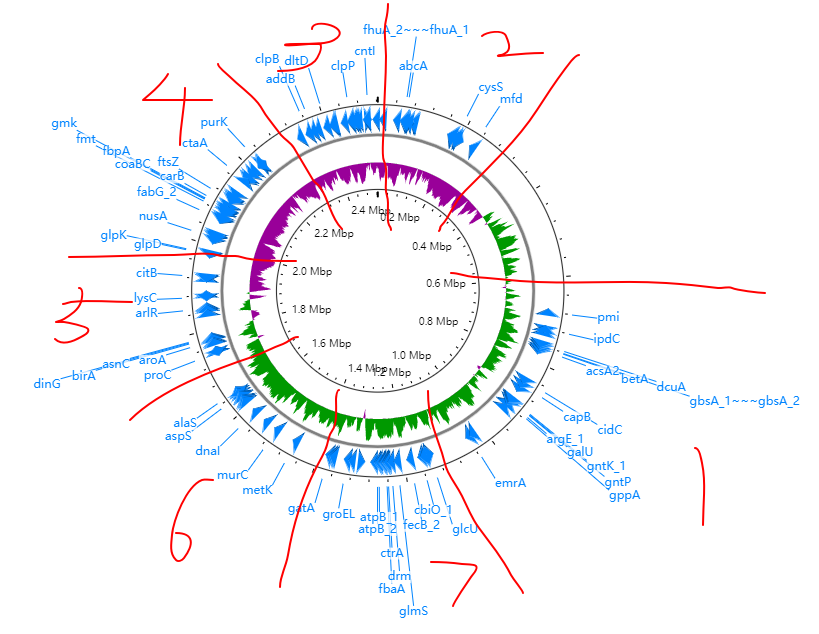 fhuA_2~~~fhuA_1
2
3
cntI
clpB
dltD
clpP
abcA
addB
cysS
mfd
4
purK
gmk
fmt
fbpA
ctaA
coaBC
ftsZ
carB
fabG_2
nusA
glpK
glpD
citB
lysC
arlR
3
asnC
aroA
birA
proC
dinG
2.4 Mbp
0.2 Mbp
2.2 Mbp
0.4 Mbp
2.0 Mbp
0.6 Mbp
1.8 Mbp
0.8 Mbp
1.6 Mbp
1.0 Mbp
1.4 Mbp
1.2 Mbp
pmi
ipdC
acsA2
betA
dcuA
gbsA_1~~~gbsA_2
capB
cidC
argE_1
galU
gntK_1
gntP
gppA
1
alaS
aspS
dnaI
murC
metK
6
gatA
groEL
atpB_1
atpB_2
cbiO_1
fecB_2
glcU
emrA
ctrA
drm
fbaA
glmS
7